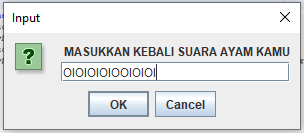 Input
MASUKKAN KEBALI SUARA AYAM KAMU
OIOIOIOIOOIOIOI
OK
Cancel